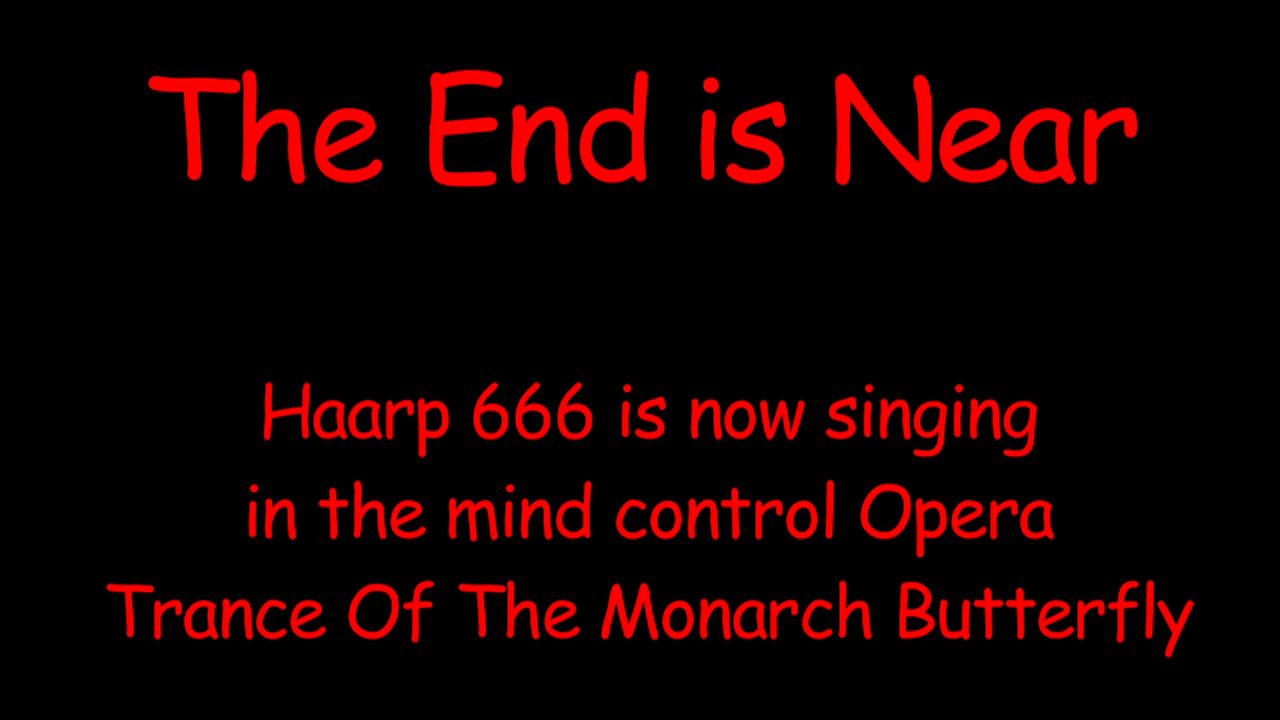 The End is Near
Haarp 666 is now singing
in the mind control Opera
Trance Of The Monarch Butterfly